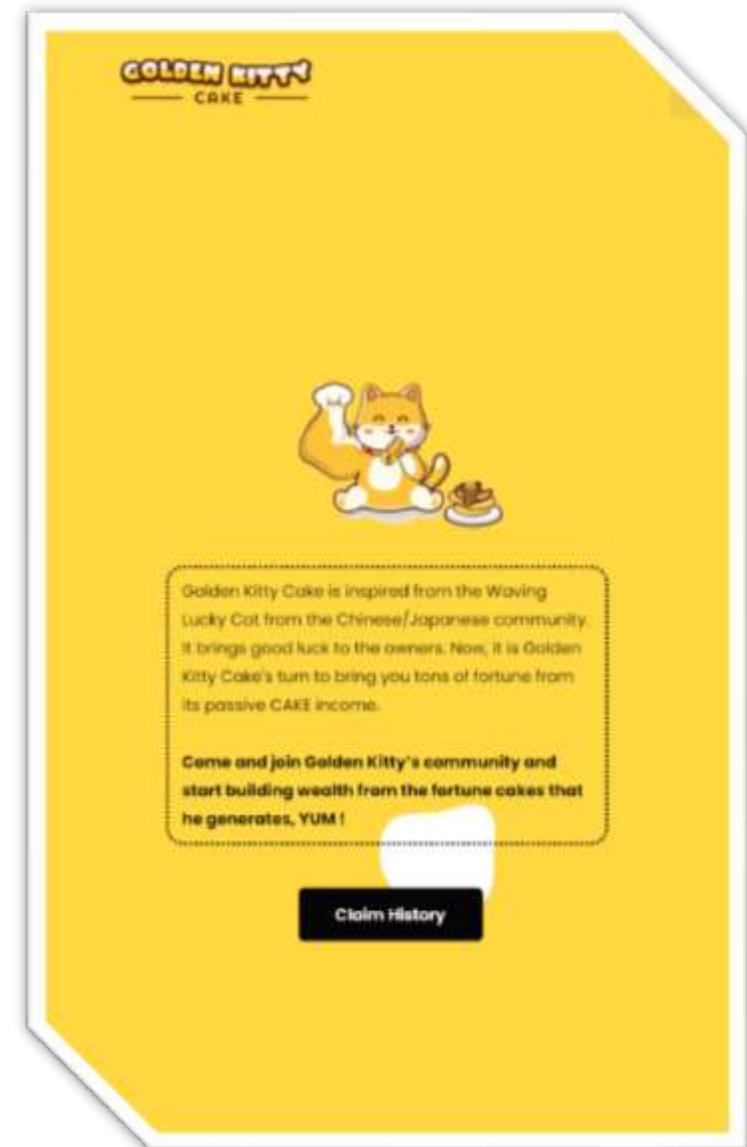 GOLDEN KITTY
CAKE
Golden Kitty Cake is inspired from the Waving
Lucky Cat from the Chinese/Japanese community.
It brings good luck to the owners. Now, it is Golden
Kitty Cake's turn to bring you tons of fortune from
its passive CAKE income.
Come and join Golden Kitty's community and
start building wealth from the fortune cakes that
he generates, YUM !
Claim History